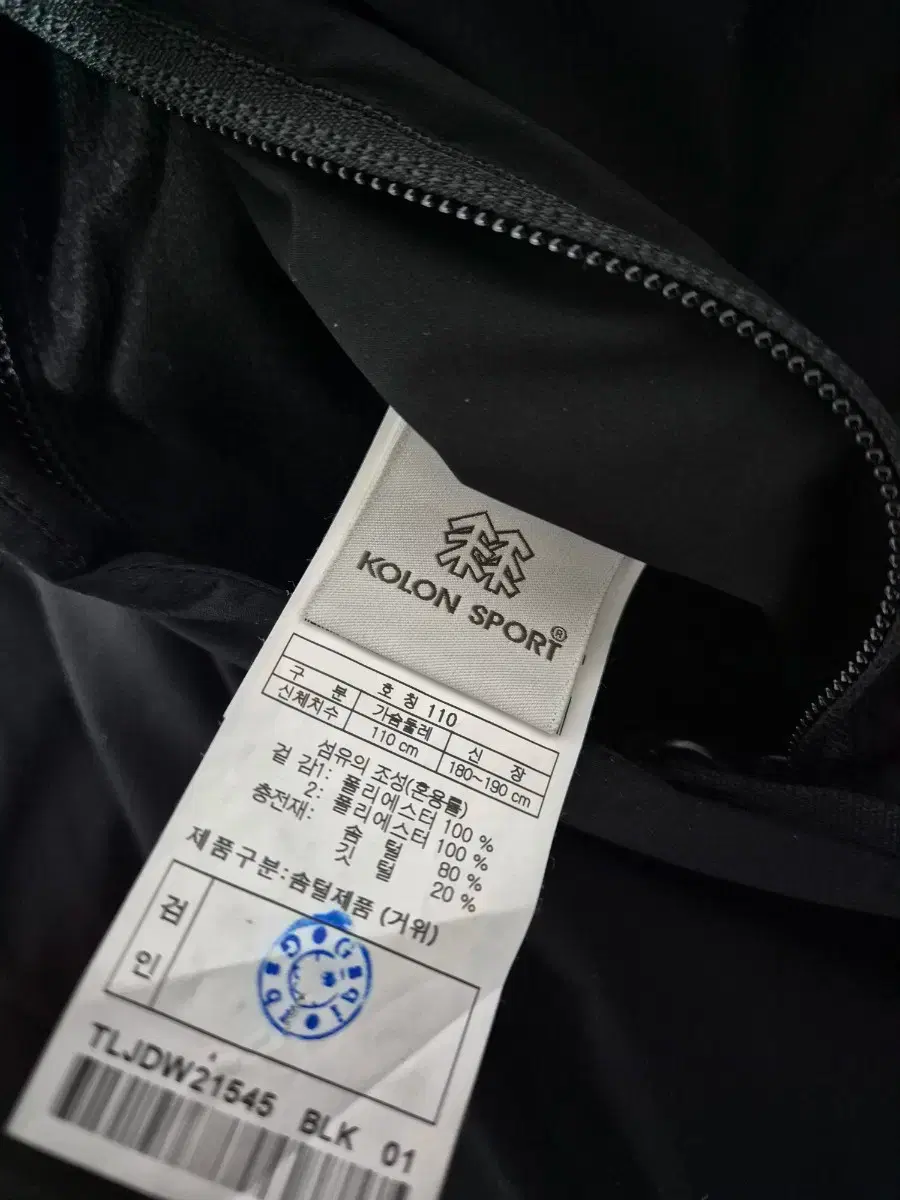 KOLON SPORT®
호 칭 110
구 분 가슴둘레 신 장
신체치수 110 cm 180~190 cm
섬유의 조성(혼용률)
겉 감1: 폴리에스터 100 %
2: 폴리에스터 100 %
충전재: 솜 털 80 %
깃 털 20 %
제품구분:솜털제품 (거위)
검
인
TLJDW21545 BLK 01